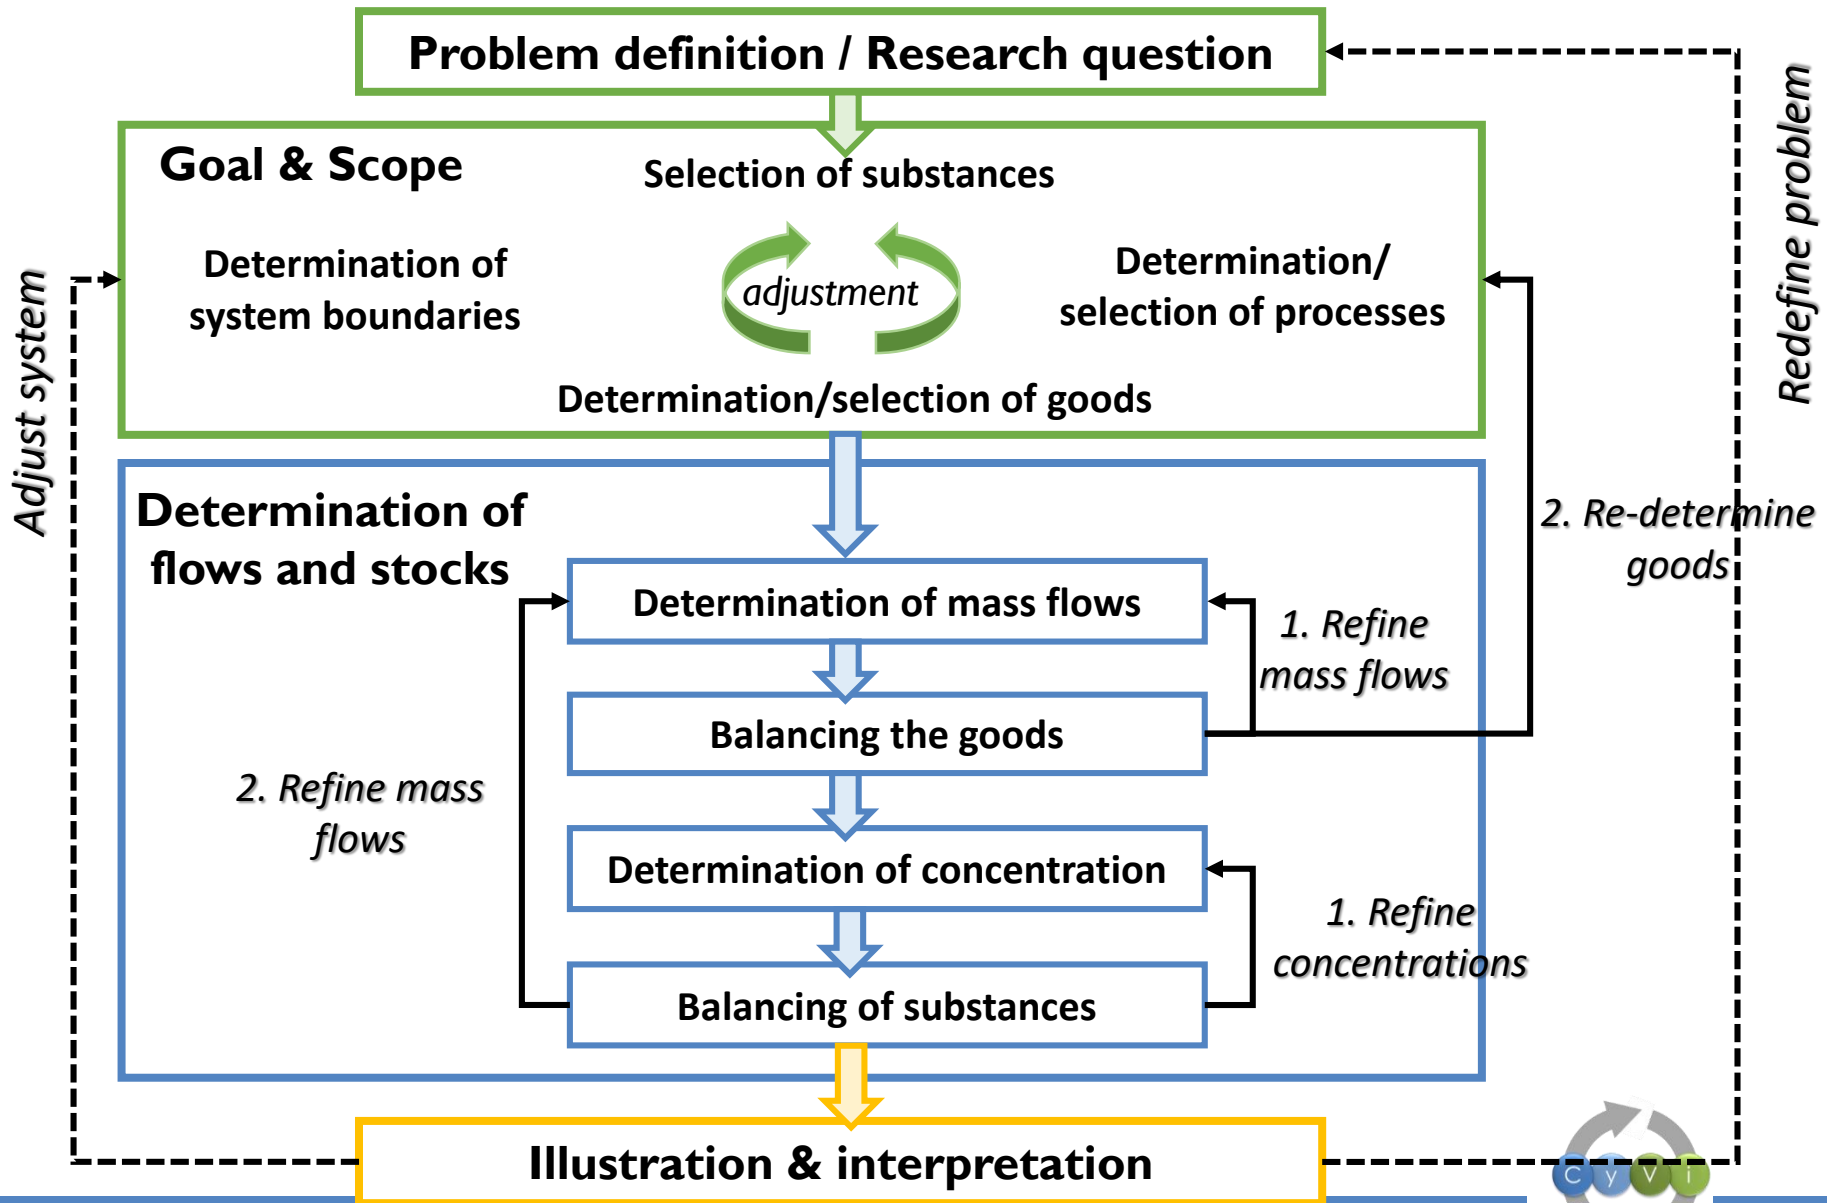 Problem definition / Research question
Goal & Scope
Selection of substances
Determination of
system boundaries
adjustment
Determination/
selection of processes
Determination/selection of goods
Adjust system
Redefine problem
Determination of
flows and stocks
2. Re-determine
goods
Determination of mass flows
1. Refine
mass flows
Balancing the goods
2. Refine mass
flows
Determination of concentration
1. Refine
concentrations
Balancing of substances
Illustration & interpretation
C y V i